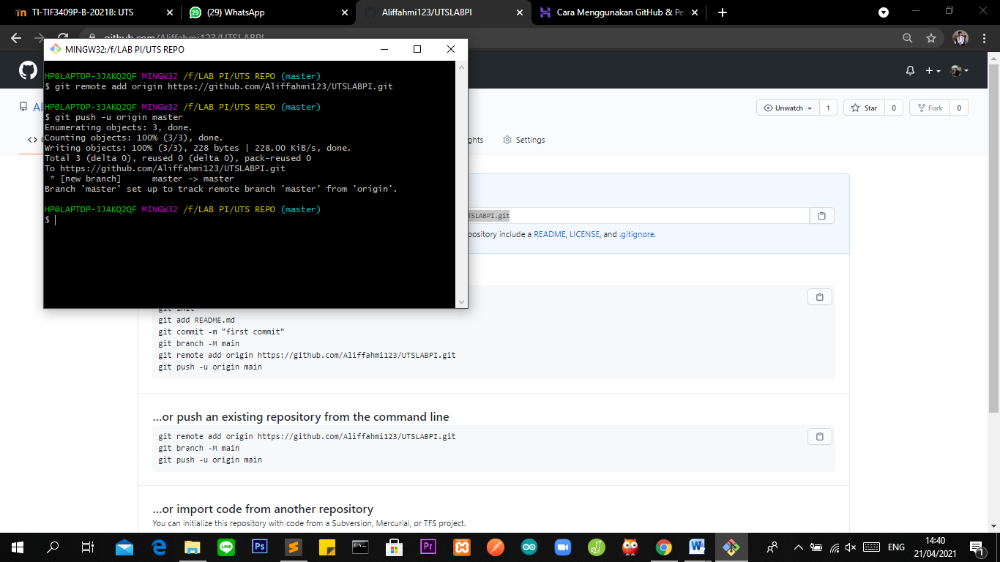 TI-TIF3409P-B-2021B: UTS
(29) WhatsApp
Aliffahmi123/UTSLABPI
Cara Menggunakan GitHub & Pe
github.com/Aliffahmi123/UTSLABPI
MINGW32:/f/LAB PI/UTS REPO
HP@LAPTOP-3JAKQ2QF MINGW32 /f/LAB PI/UTS REPO (master)
$ git remote add origin https://github.com/Aliffahmi123/UTSLABPI.git
HP@LAPTOP-3JAKQ2QF MINGW32 /f/LAB PI/UTS REPO (master)
$ git push -u origin master
Enumerating objects: 3, done.
Counting objects: 100% (3/3), done.
Writing objects: 100% (3/3), 228 bytes | 228.00 KiB/s, done.
Total 3 (delta 0), reused 0 (delta 0), pack-reused 0
To https://github.com/Aliffahmi123/UTSLABPI.git
* [new branch] master -> master
Branch 'master' set up to track remote branch 'master' from 'origin'.
HP@LAPTOP-3JAKQ2QF MINGW32 /f/LAB PI/UTS REPO (master)
$
Al
Unwatch 1 Star 0 Fork 0
ghts Settings
TSLABPI.git
pository include a README, LICENSE, and .gitignore.
git init
git add README.md
git commit -m "first commit"
git branch -M main
git remote add origin https://github.com/Aliffahmi123/UTSLABPI.git
git push -u origin main
...or push an existing repository from the command line
git remote add origin https://github.com/Aliffahmi123/UTSLABPI.git
git branch -M main
git push -u origin main
...or import code from another repository
You can initialize this repository with code from a Subversion, Mercurial, or TFS project.
ENG
14:40
21/04/2021
1